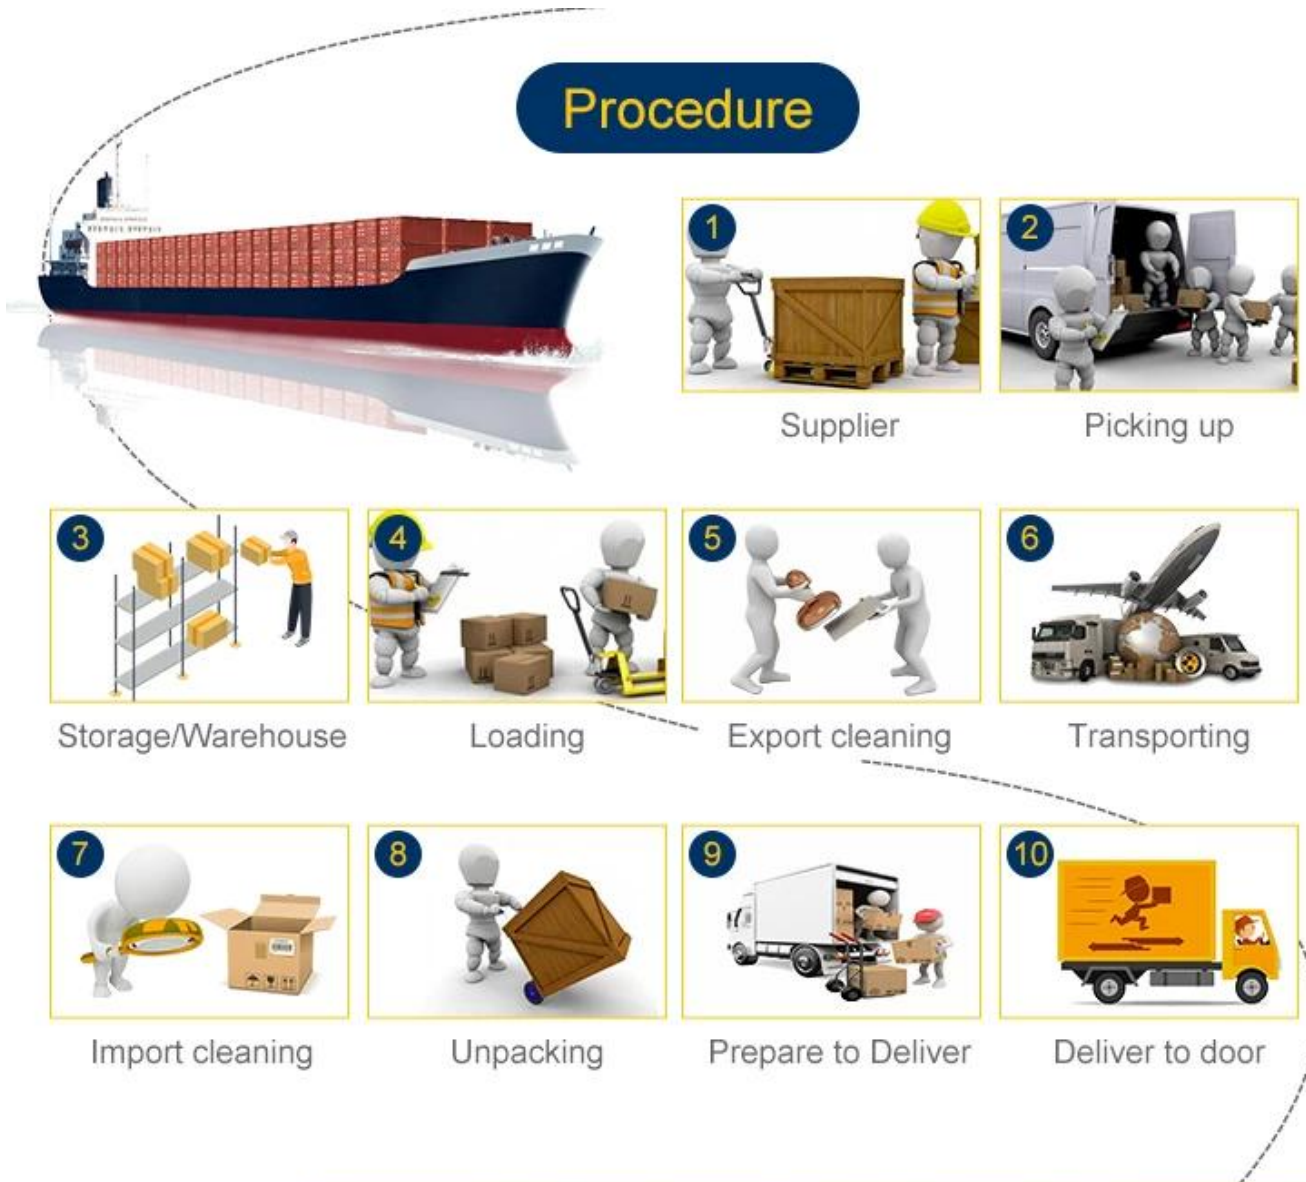 Procedure
1
2
Supplier
Picking up
3
4
5
6
Storage/Warehouse
Loading
Export cleaning
Transporting
7
8
9
10
Import cleaning
Unpacking
Prepare to Deliver
Deliver to door